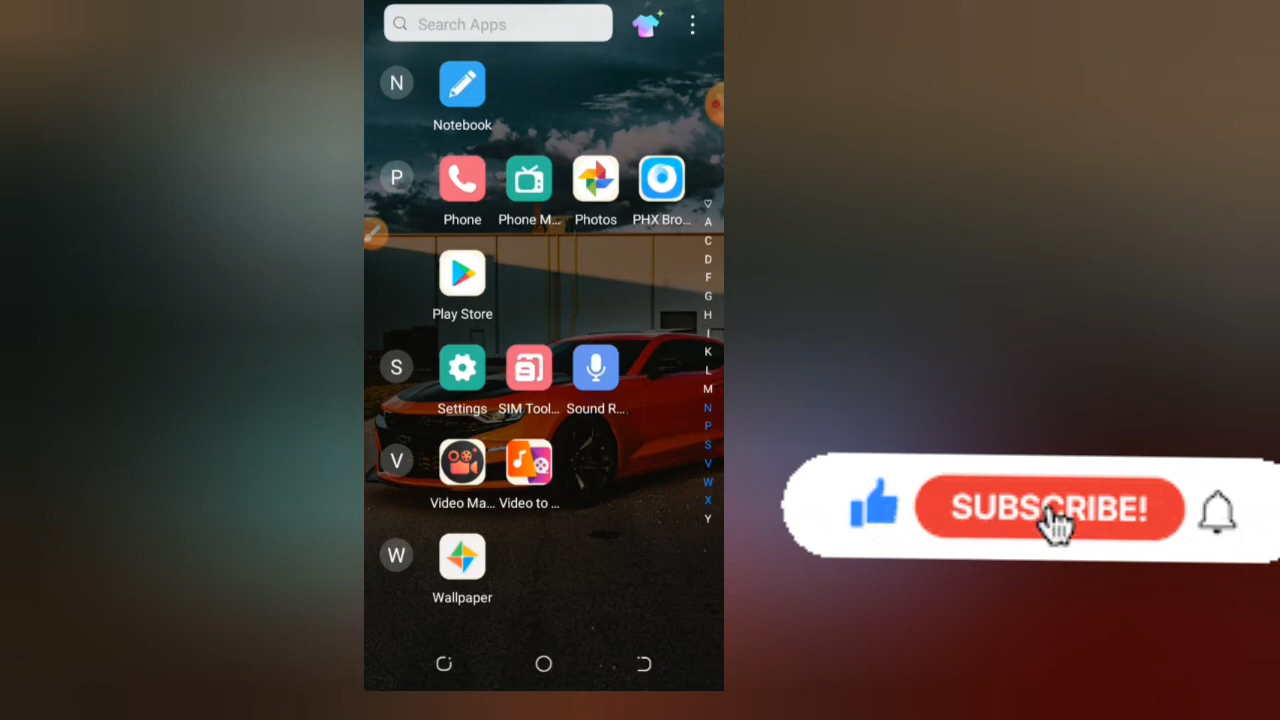 Search Apps
N
Notebook
P
Phone
Phone M...
Photos
PHX Bro...
Play Store
S
Settings
SIM Tool...
Sound R...
V
Video Ma...
Video to ...
W
Wallpaper
A
C
D
F
G
H
I
K
L
M
N
P
S
V
W
X
Y
SUBSCRIBE!